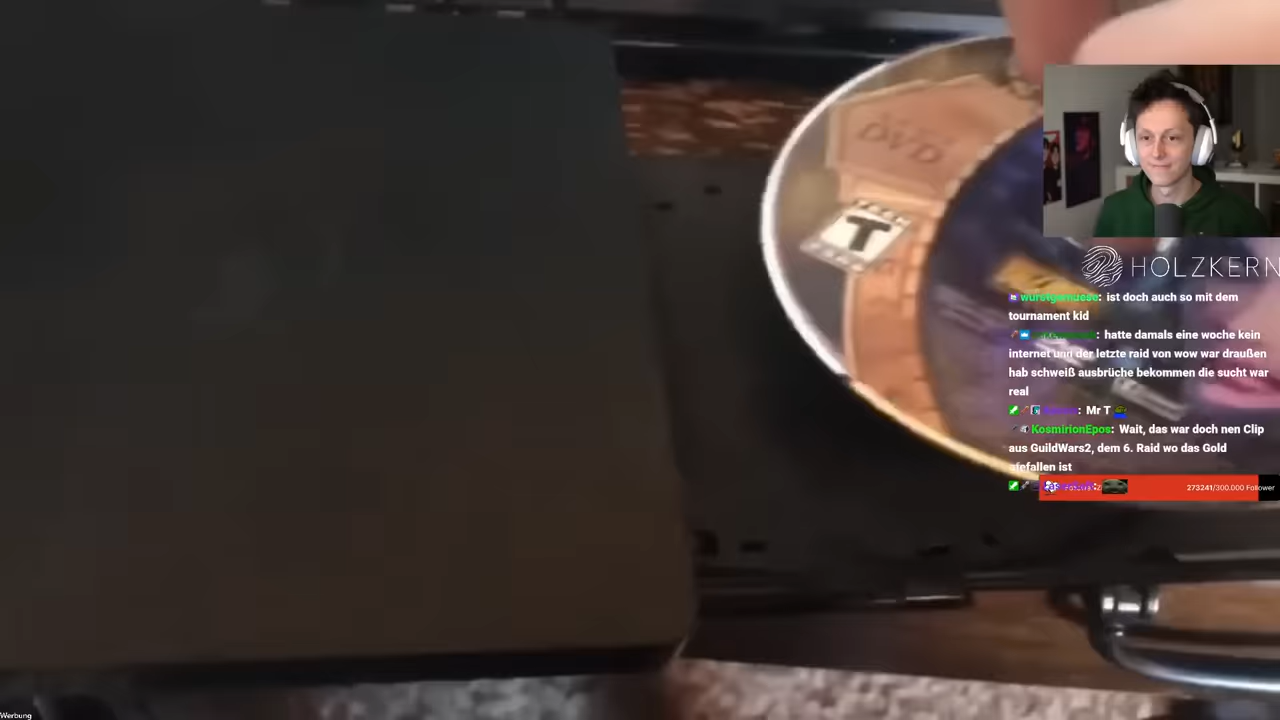 DVD
T
HOLZKERN
: ist doch auch so mit dem
tournament kid
: hatte damals eine woche kein
internet und der letzte raid von wow war draußen
hab schweiß ausbrüche bekommen die sucht war
real
: Mr T
KosmirionEpos: Wait, das war doch nen Clip
aus GuildWars2, dem 6. Raid wo das Gold
afefallen ist
273241/300.000 Follower
Werbung